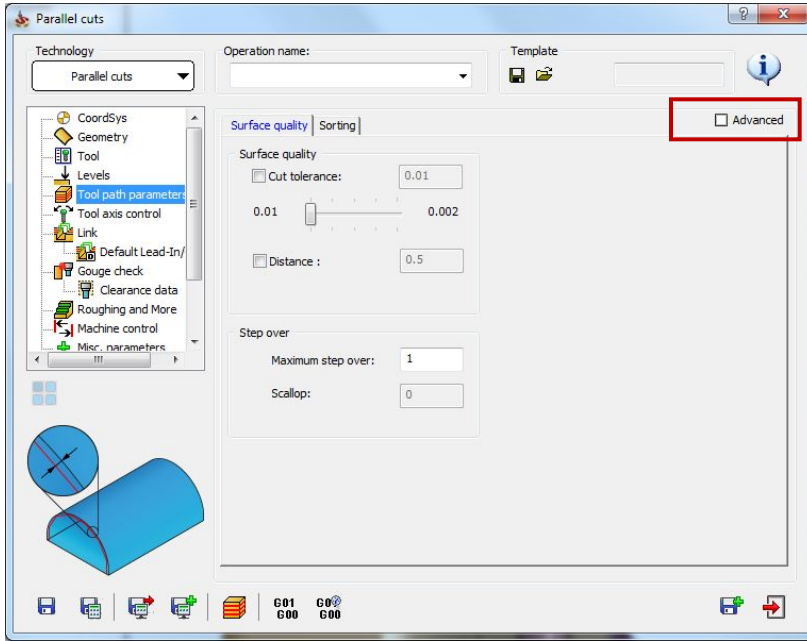 Parallel cuts
Technology
Parallel cuts
Operation name:
Template
CoordSys
Geometry
Tool
Levels
Tool path parameters
Tool axis control
Link
Default Lead-In/
Gouge check
Clearance data
Roughing and More
Machine control
Misc. parameters
Surface quality Sorting
Advanced
Surface quality
Cut tolerance: 0.01
0.01 0.002
Distance : 0.5
Step over
Maximum step over: 1
Scallop: 0
G01 G00
G00 G00